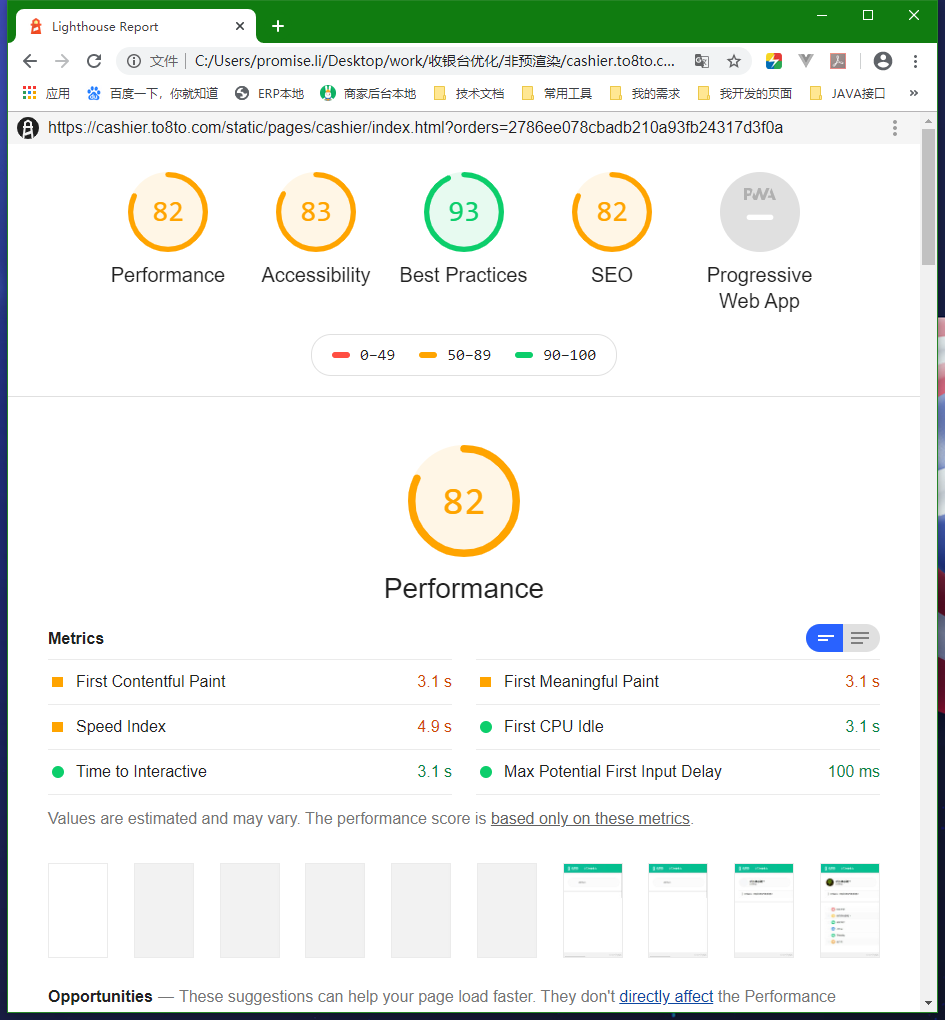 Lighthouse Report
文件 C:/Users/promise.li/Desktop/work/收银台优化/非预渲染/cashier.to8to.c...
应用 百度一下，你就知道 ERP本地 商家后台本地 技术文档 常用工具 我的需求 我开发的页面 JAVA接口 »
https://cashier.to8to.com/static/pages/cashier/index.html?orders=2786ee078cbadb210a93fb24317d3f0a
82 83 93 82 PWA
Performance Accessibility Best Practices SEO Progressive
Web App
0–49 50–89 90–100
82
Performance
Metrics
First Contentful Paint 3.1 s First Meaningful Paint 3.1 s
Speed Index 4.9 s First CPU Idle 3.1 s
Time to Interactive 3.1 s Max Potential First Input Delay 100 ms
Values are estimated and may vary. The performance score is based only on these metrics.
Opportunities — These suggestions can help your page load faster. They don't directly affect the Performance